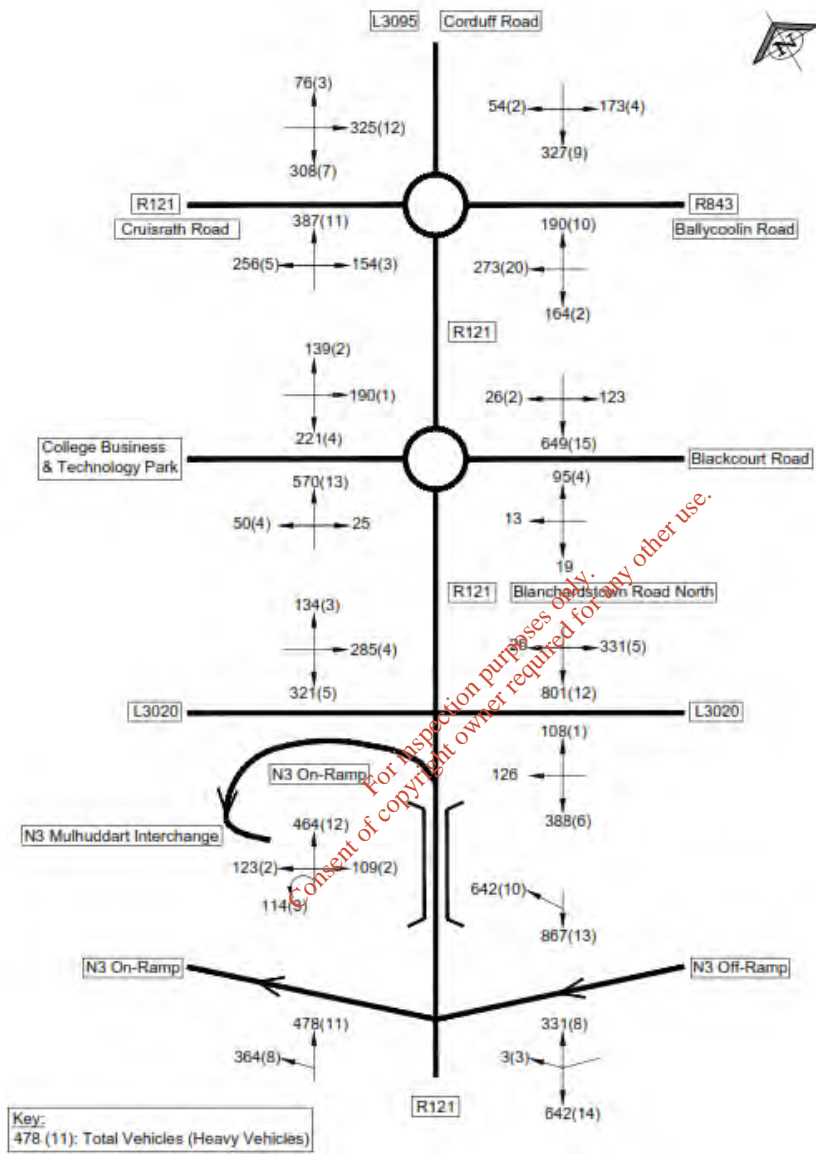 L3095 Corduff Road
N
76(3)
325(12)
308(7)
54(2) 173(4)
327(9)
R121
Cruisrath Road
R843
Ballycoolin Road
387(11)
256(5) 154(3)
190(10)
273(20)
164(2)
R121
139(2)
190(1)
221(4)
26(2) 123
649(15)
College Business
& Technology Park
Blackcourt Road
570(13)
50(4) 25
95(4)
13
19
R121 Blanchardstown Road North
134(3)
285(4)
321(5)
331(5)
801(12)
L3020
L3020
108(1)
126
388(6)
N3 On-Ramp
N3 Mulhuddart Interchange
464(12)
123(2) 109(2)
642(10)
867(13)
N3 On-Ramp
N3 Off-Ramp
478(11)
364(8)
331(8)
3(3)
642(14)
R121
Key:
478 (11): Total Vehicles (Heavy Vehicles)
For inspection purposes only.
Consent of copyright owner required for any other use.